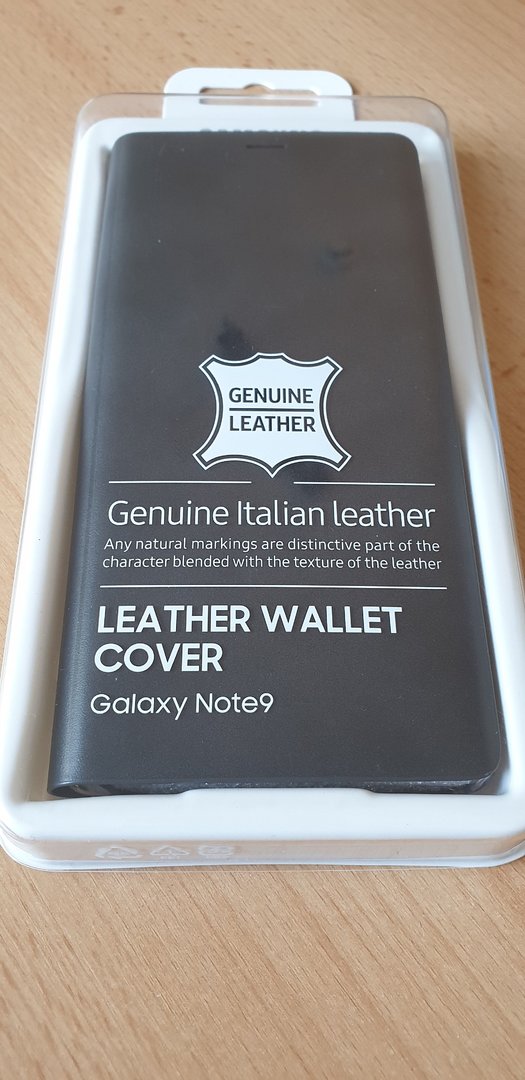 GENUINE
LEATHER
Genuine Italian leather
Any natural markings are distinctive part of the
character blended with the texture of the leather
LEATHER WALLET
COVER
Galaxy Note9